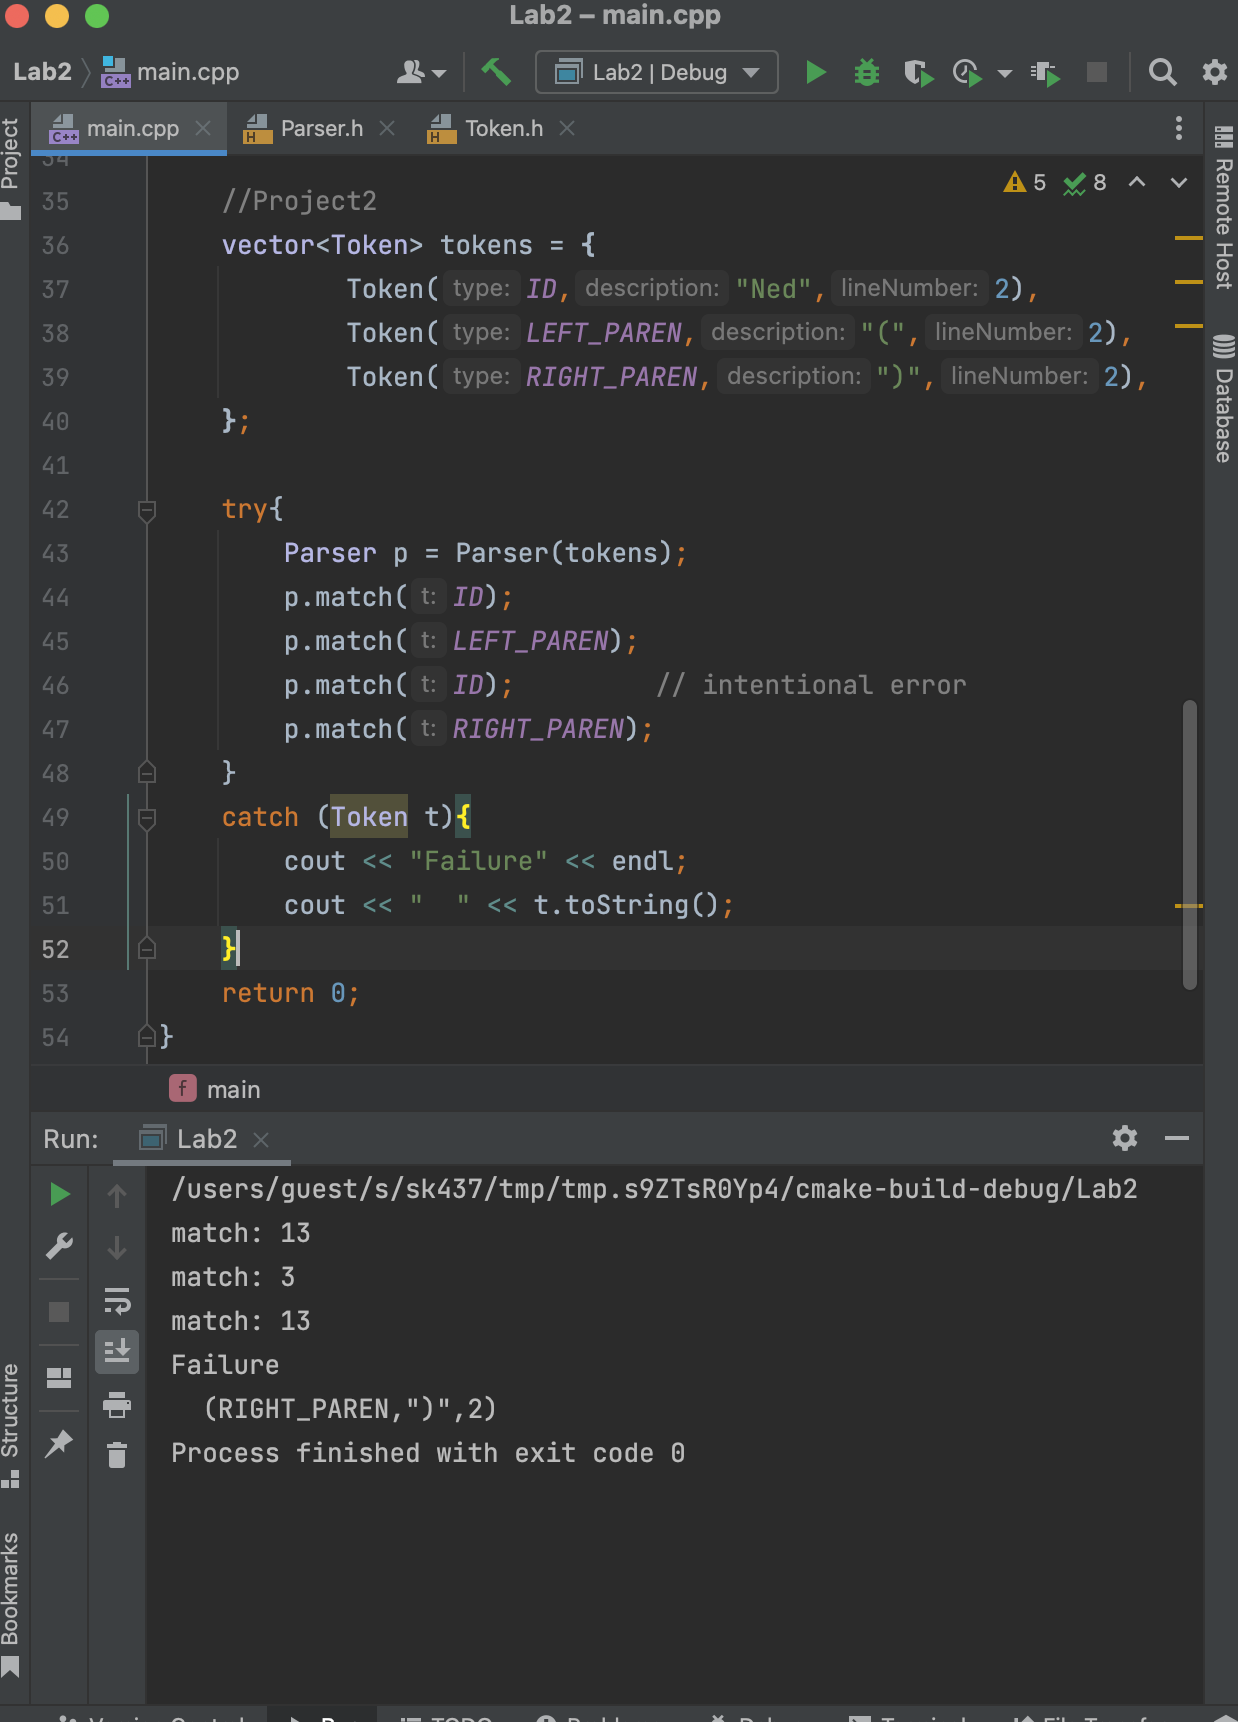 Lab2 – main.cpp
Lab2 main.cpp Lab2 | Debug
Project
main.cpp Parser.h Token.h
34
5 8
35 //Project2
36 vector<Token> tokens = {
37 Token( type: ID, description: "Ned", lineNumber: 2),
38 Token( type: LEFT_PAREN, description: "(", lineNumber: 2),
39 Token( type: RIGHT_PAREN, description: ")", lineNumber: 2),
40 };
41
42 try{
43 Parser p = Parser(tokens);
44 p.match( t: ID);
45 p.match( t: LEFT_PAREN);
46 p.match( t: ID); // intentional error
47 p.match( t: RIGHT_PAREN);
48 }
49 catch (Token t){
50 cout << "Failure" << endl;
51 cout << "  " << t.toString();
52 }
53 return 0;
54 }
Remote Host
Database
f main
Run: Lab2
/users/guest/s/sk437/tmp/tmp.s9ZTsR0Yp4/cmake-build-debug/Lab2
match: 13
match: 3
match: 13
Failure
(RIGHT_PAREN,")",2)
Process finished with exit code 0
Structure
Bookmarks